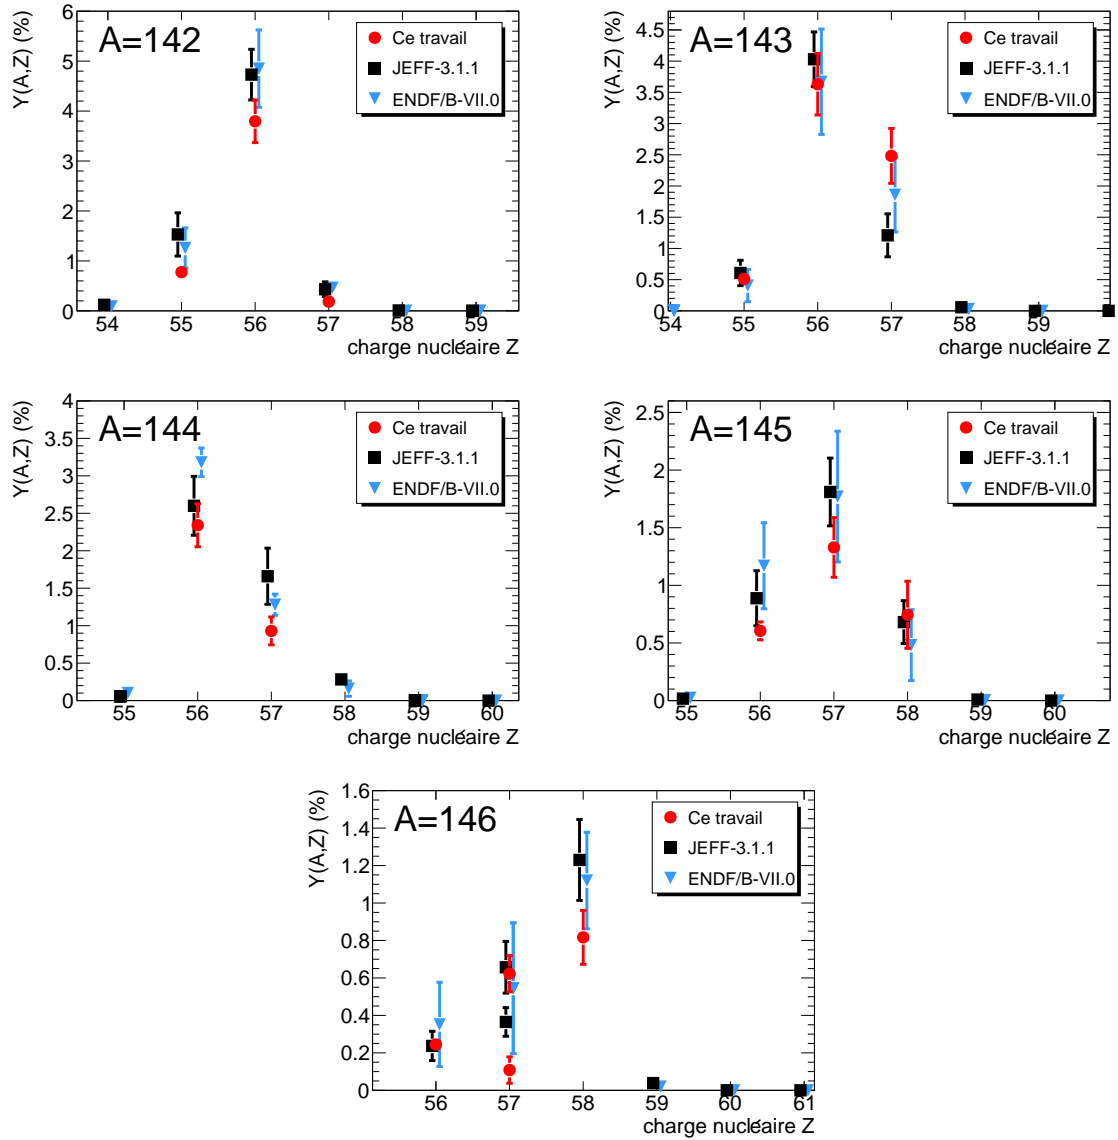 A=142
Ce travail
JEFF-3.1.1
ENDF/B-VII.0
Y(A,Z) (%)
6
5
4
3
2
1
0
54 55 56 57 58 59
charge nucléaire Z
A=143
Ce travail
JEFF-3.1.1
ENDF/B-VII.0
Y(A,Z) (%)
4.5
4
3.5
3
2.5
2
1.5
1
0.5
0
54 55 56 57 58 59
charge nucléaire Z
A=144
Ce travail
JEFF-3.1.1
ENDF/B-VII.0
Y(A,Z) (%)
4
3.5
3
2.5
2
1.5
1
0.5
0
55 56 57 58 59 60
charge nucléaire Z
A=145
Ce travail
JEFF-3.1.1
ENDF/B-VII.0
Y(A,Z) (%)
2.5
2
1.5
1
0.5
0
55 56 57 58 59 60
charge nucléaire Z
A=146
Ce travail
JEFF-3.1.1
ENDF/B-VII.0
Y(A,Z) (%)
1.6
1.4
1.2
1
0.8
0.6
0.4
0.2
0
56 57 58 59 60 61
charge nucléaire Z